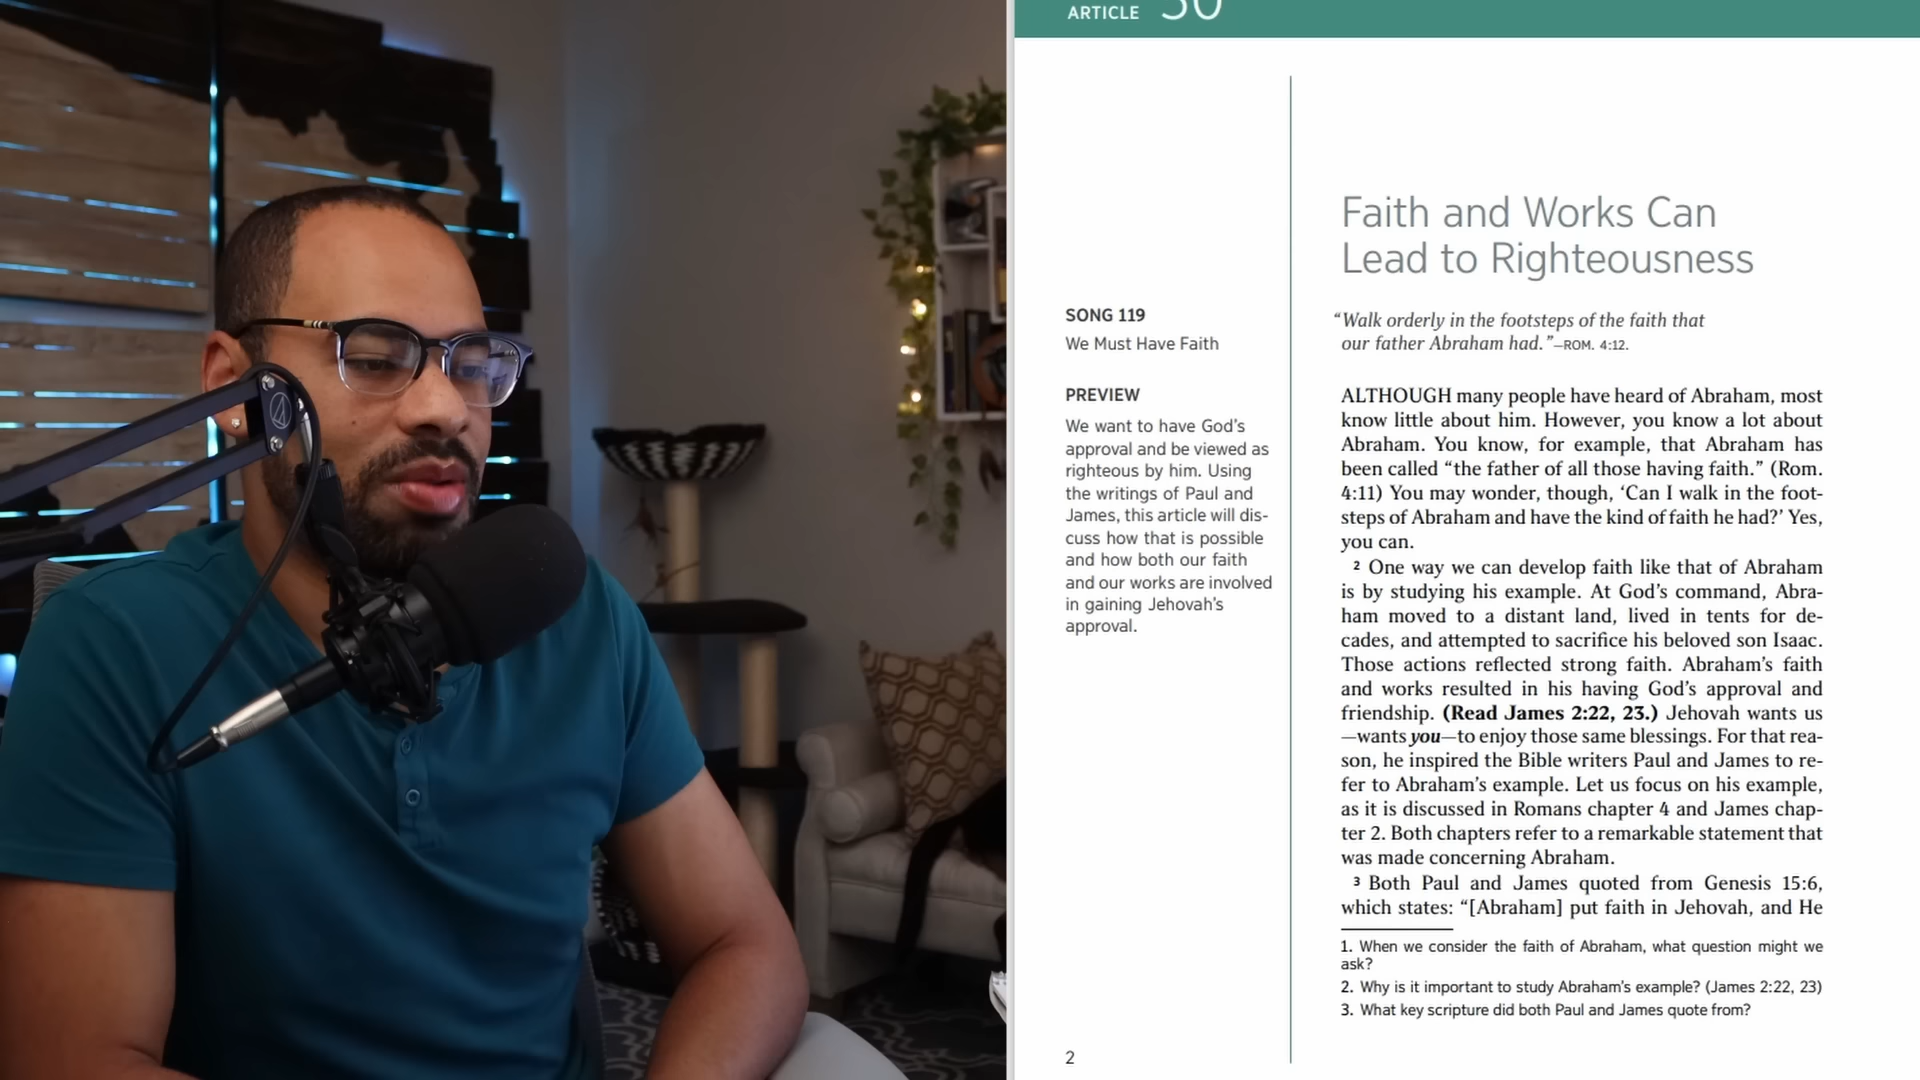 ARTICLE 50
Faith and Works Can
Lead to Righteousness
SONG 119
We Must Have Faith
PREVIEW
We want to have God's
approval and be viewed as
righteous by him. Using
the writings of Paul and
James, this article will dis-
cuss how that is possible
and how both our faith
and our works are involved
in gaining Jehovah's
approval.
“Walk orderly in the footsteps of the faith that
our father Abraham had.”—ROM. 4:12.
ALTHOUGH many people have heard of Abraham, most
know little about him. However, you know a lot about
Abraham. You know, for example, that Abraham has
been called “the father of all those having faith.” (Rom.
4:11) You may wonder, though, ‘Can I walk in the foot-
steps of Abraham and have the kind of faith he had?’ Yes,
you can.
2 One way we can develop faith like that of Abraham
is by studying his example. At God's command, Abra-
ham moved to a distant land, lived in tents for de-
cades, and attempted to sacrifice his beloved son Isaac.
Those actions reflected strong faith. Abraham's faith
and works resulted in his having God's approval and
friendship. (Read James 2:22, 23.) Jehovah wants us
—wants you—to enjoy those same blessings. For that rea-
son, he inspired the Bible writers Paul and James to re-
fer to Abraham's example. Let us focus on his example,
as it is discussed in Romans chapter 4 and James chap-
ter 2. Both chapters refer to a remarkable statement that
was made concerning Abraham.
3 Both Paul and James quoted from Genesis 15:6,
which states: “[Abraham] put faith in Jehovah, and He
1. When we consider the faith of Abraham, what question might we
ask?
2. Why is it important to study Abraham's example? (James 2:22, 23)
3. What key scripture did both Paul and James quote from?
2